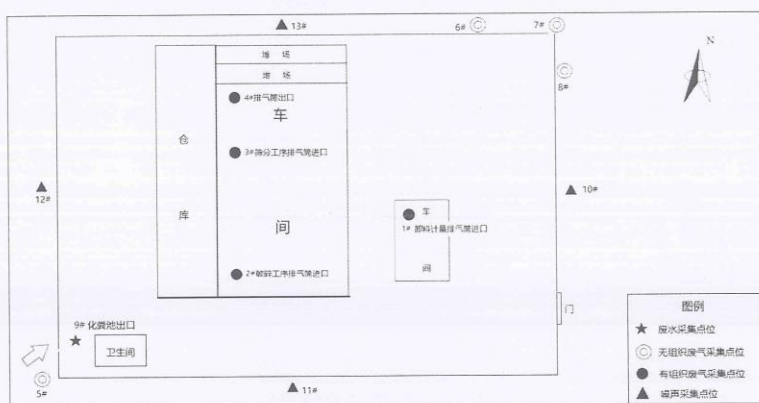 13#
6#
7#
N
堆 场
堆 场
8#
4#排气筒出口
车
仓
3#筛分工序排气筒进口
12#
10#
库
间
车
1# 卸料计量排气筒进口
间
2#破碎工序排气筒进口
门
图例
9# 化粪池出口
★ 废水采集点位
卫生间
◎ 无组织废气采集点位
● 有组织废气采集点位
5#
11#
▲ 噪声采集点位